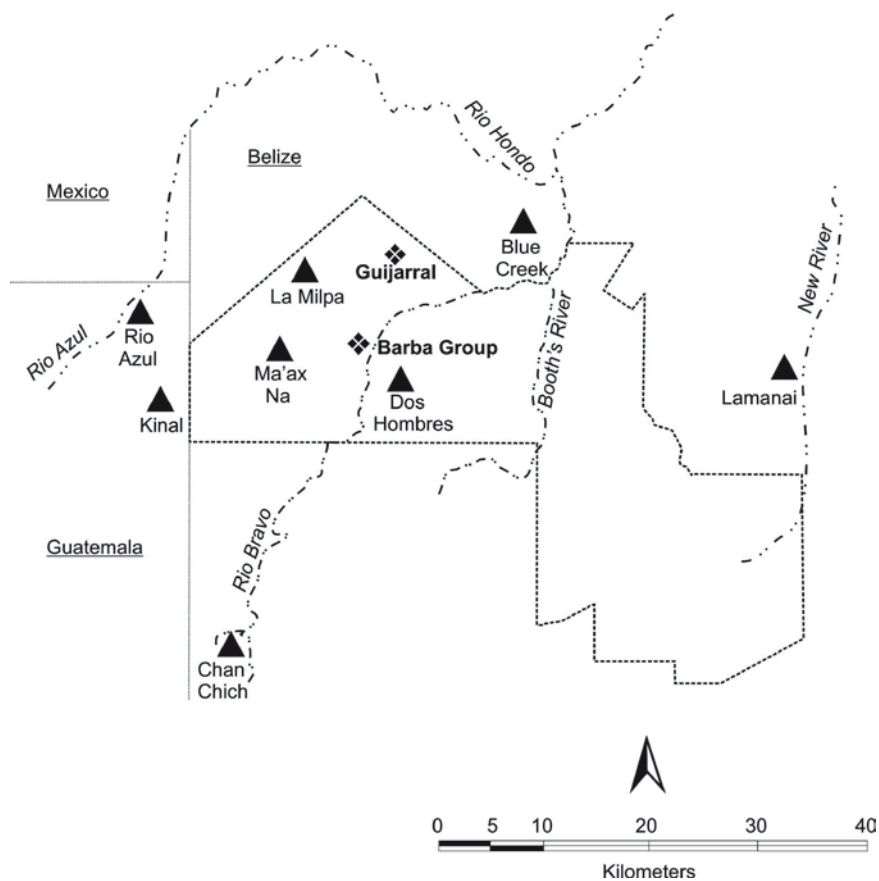 Rio Hondo
Belize
Mexico
Blue
Creek
Guijarral
La Milpa
New River
Rio Azul
Rio
Azul
Ma'ax
Na
Barba Group
Booth's River
Kinal
Dos
Hombres
Lamanai
Rio Bravo
Guatemala
Chan
Chich
0 5 10 20 30 40
Kilometers